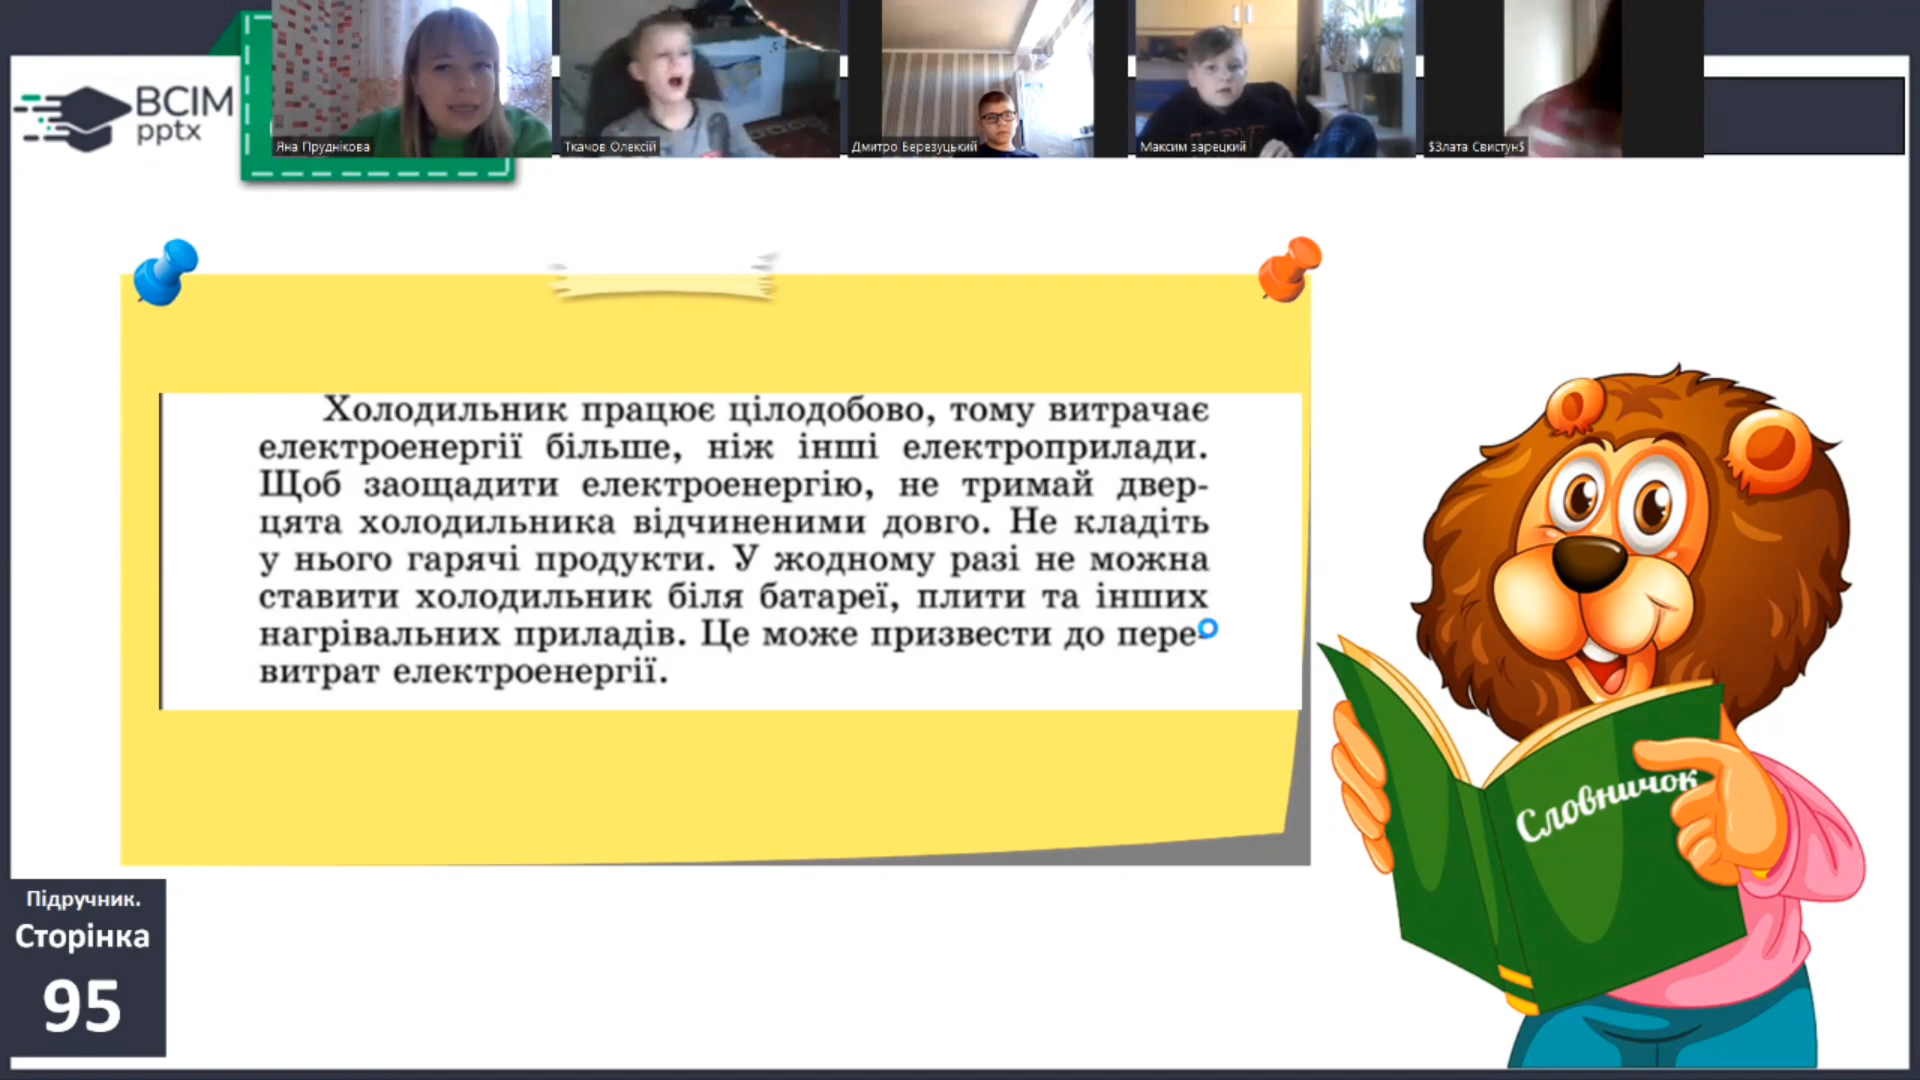 ВСІМ
pptx
Яна Пруднікова
Ткачов Олексій
Дмитро Березуцький
Максим зарецкий
$Злата Свистун$
Холодильник працює цілодобово, тому витрачає
електроенергії більше, ніж інші електроприлади.
Щоб заощадити електроенергію, не тримай двер-
цята холодильника відчиненими довго. Не кладіть
у нього гарячі продукти. У жодному разі не можна
ставити холодильник біля батареї, плити та інших
нагрівальних приладів. Це може призвести до пере-
витрат електроенергії.
Словничок
Підручник.
Сторінка
95